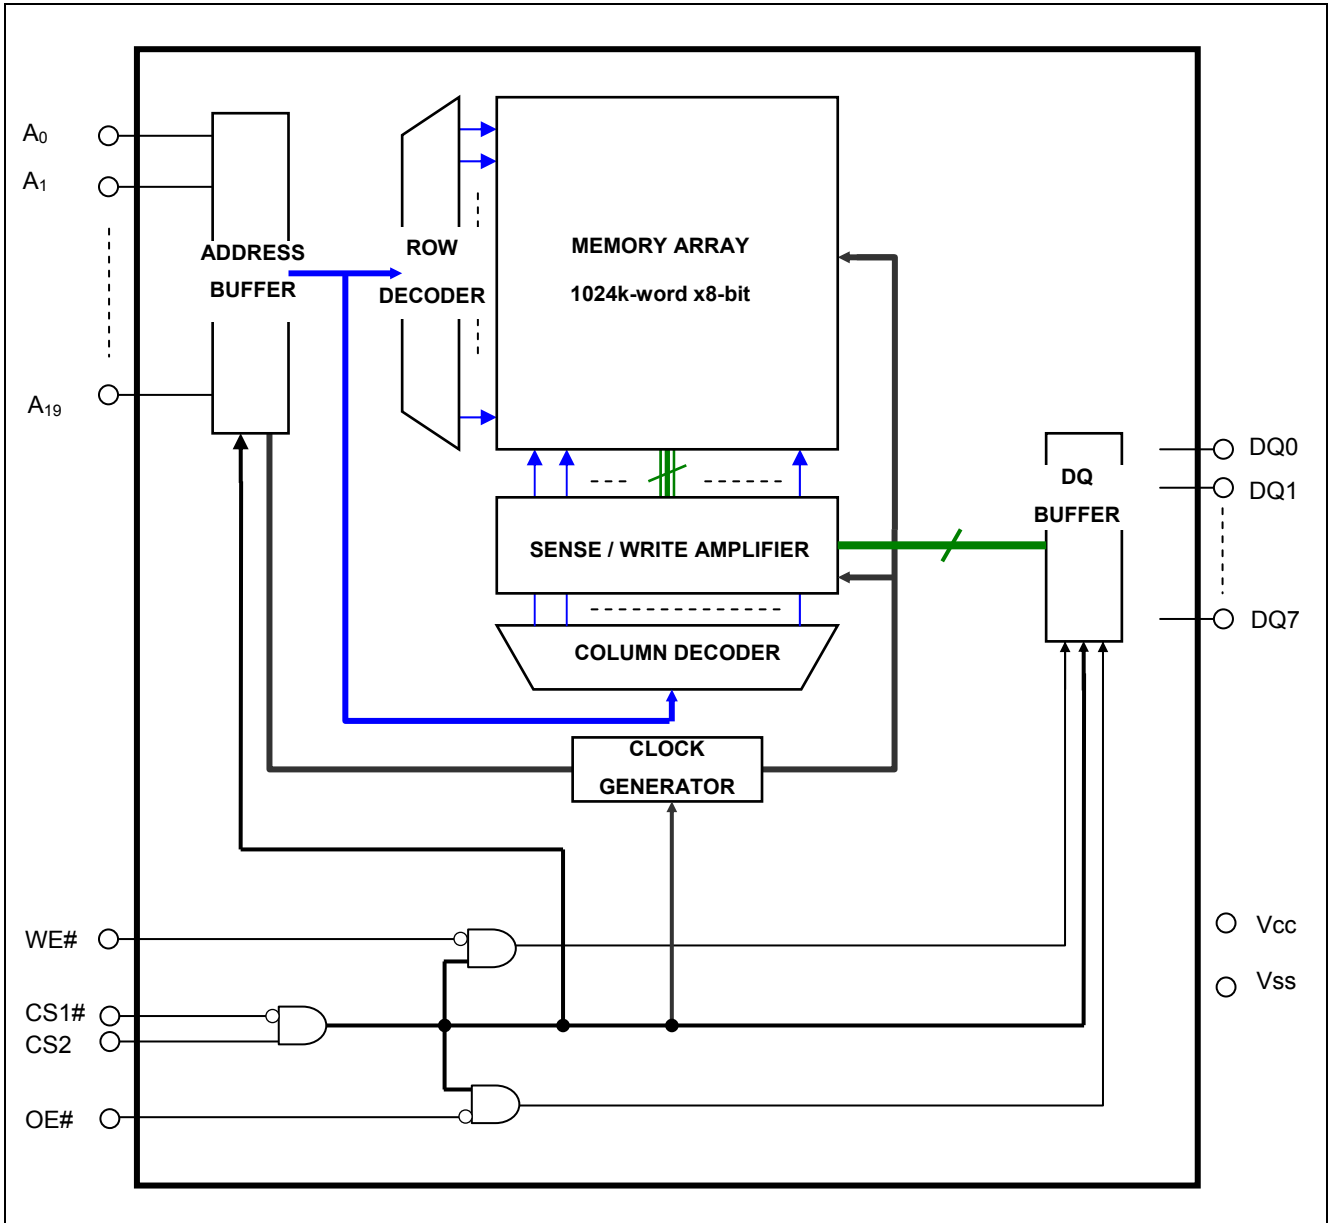 A0
A1
A19
ADDRESS
BUFFER
ROW
DECODER
MEMORY ARRAY
1024k-word x8-bit
SENSE / WRITE AMPLIFIER
COLUMN DECODER
CLOCK
GENERATOR
DQ
BUFFER
DQ0
DQ1
DQ7
WE#
CS1#
CS2
OE#
Vcc
Vss